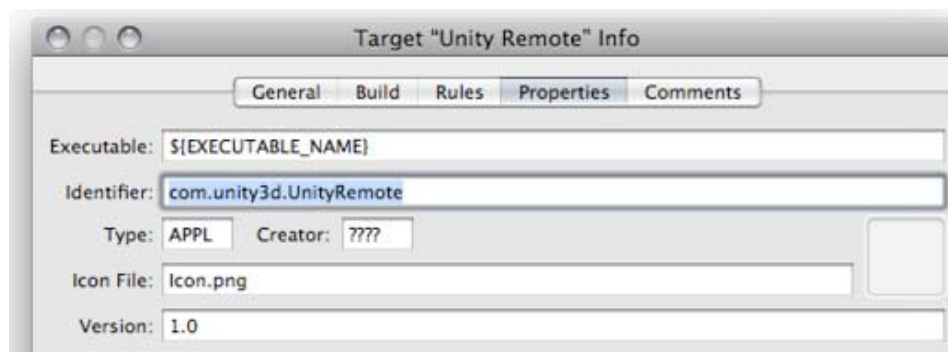 Target “Unity Remote” Info
General Build Rules Properties Comments
Executable: ${EXECUTABLE_NAME}
Identifier: com.unity3d.UnityRemote
Type: APPL Creator: ????
Icon File: Icon.png
Version: 1.0